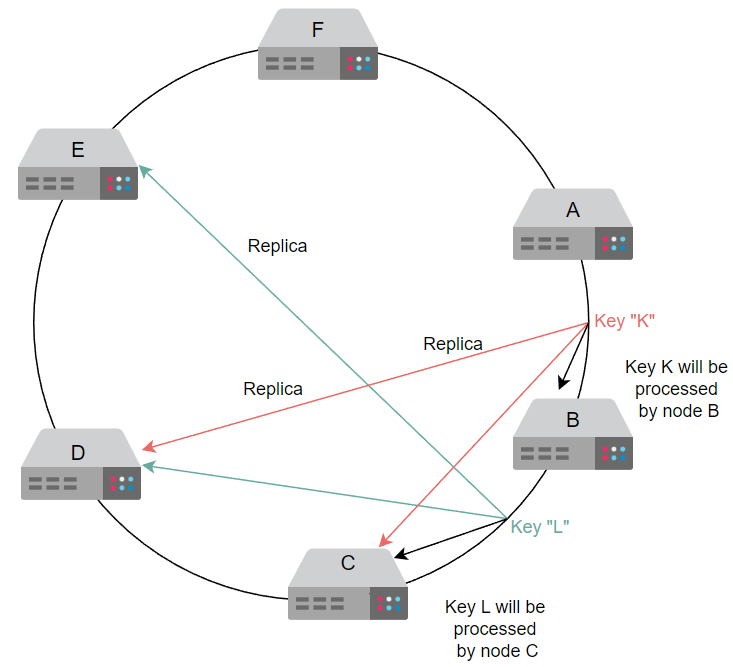 F
E
A
Replica
Key "K"
Replica
Key K will be
processed
by node B
Replica
B
D
Key "L"
C
Key L will be
processed
by node C